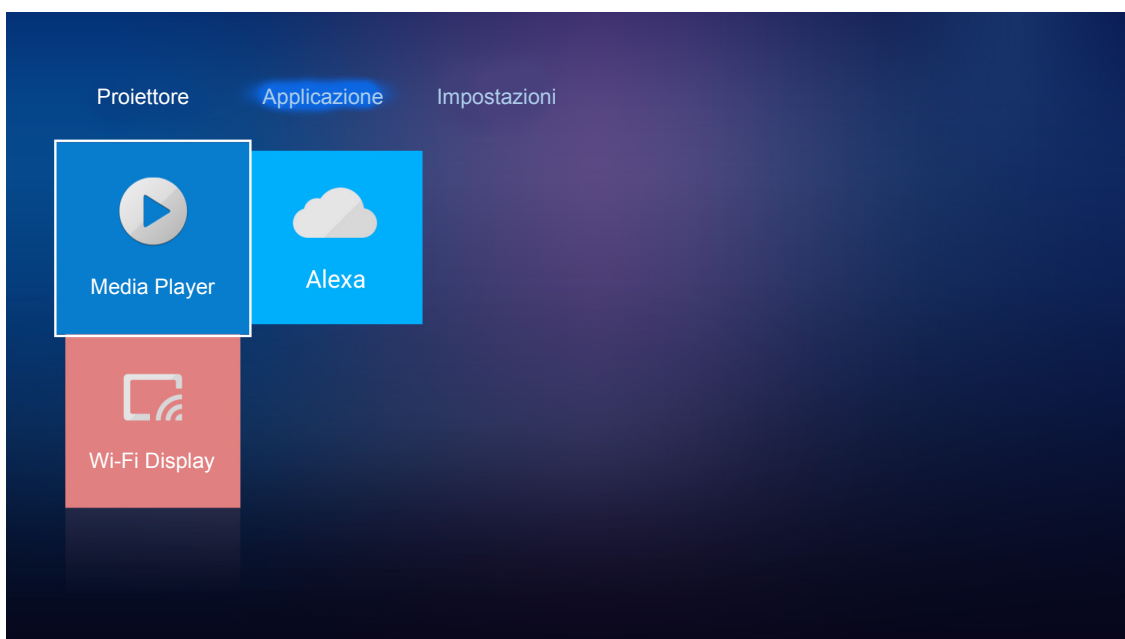 Proiettore Applicazione Impostazioni
Media Player
Alexa
Wi-Fi Display